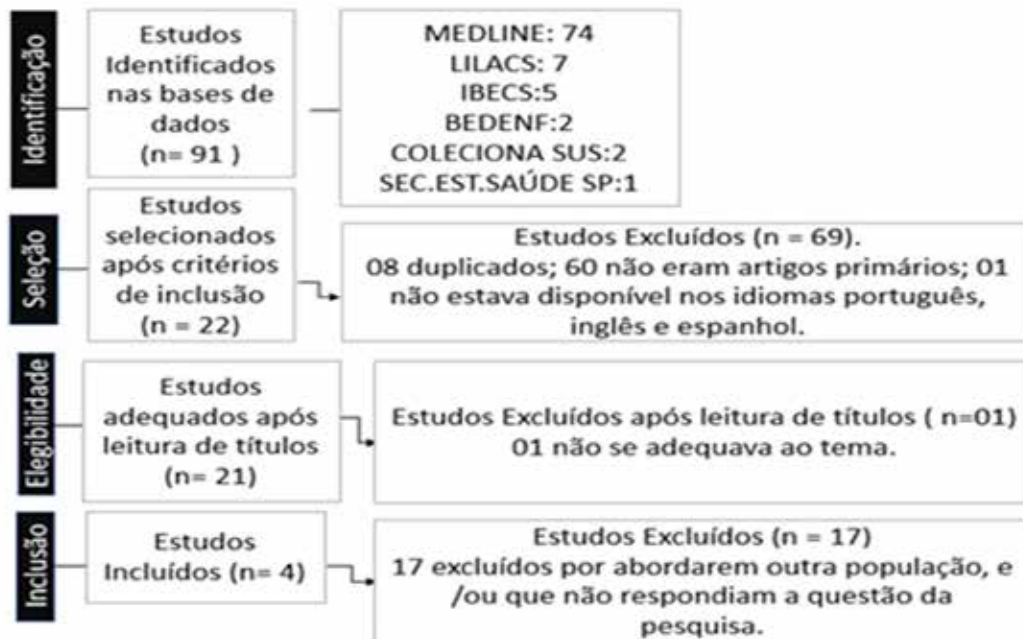 Identificação
Estudos
Identificados
nas bases de
dados
(n= 91 )
MEDLINE: 74
LILACS: 7
IBECS:5
BEDENF:2
COLECIONA SUS:2
SEC.EST.SAÚDE SP:1
Seleção
Estudos
selecionados
após critérios
de inclusão
(n = 22)
Estudos Excluídos (n = 69).
08 duplicados; 60 não eram artigos primários; 01
não estava disponível nos idiomas português,
inglês e espanhol.
Elegibilidade
Estudos
adequados após
leitura de títulos
(n= 21)
Estudos Excluídos após leitura de títulos ( n=01)
01 não se adequava ao tema.
Inclusão
Estudos
Incluídos (n= 4)
Estudos Excluídos (n = 17)
17 excluídos por abordarem outra população, e
/ou que não respondiam a questão da
pesquisa.